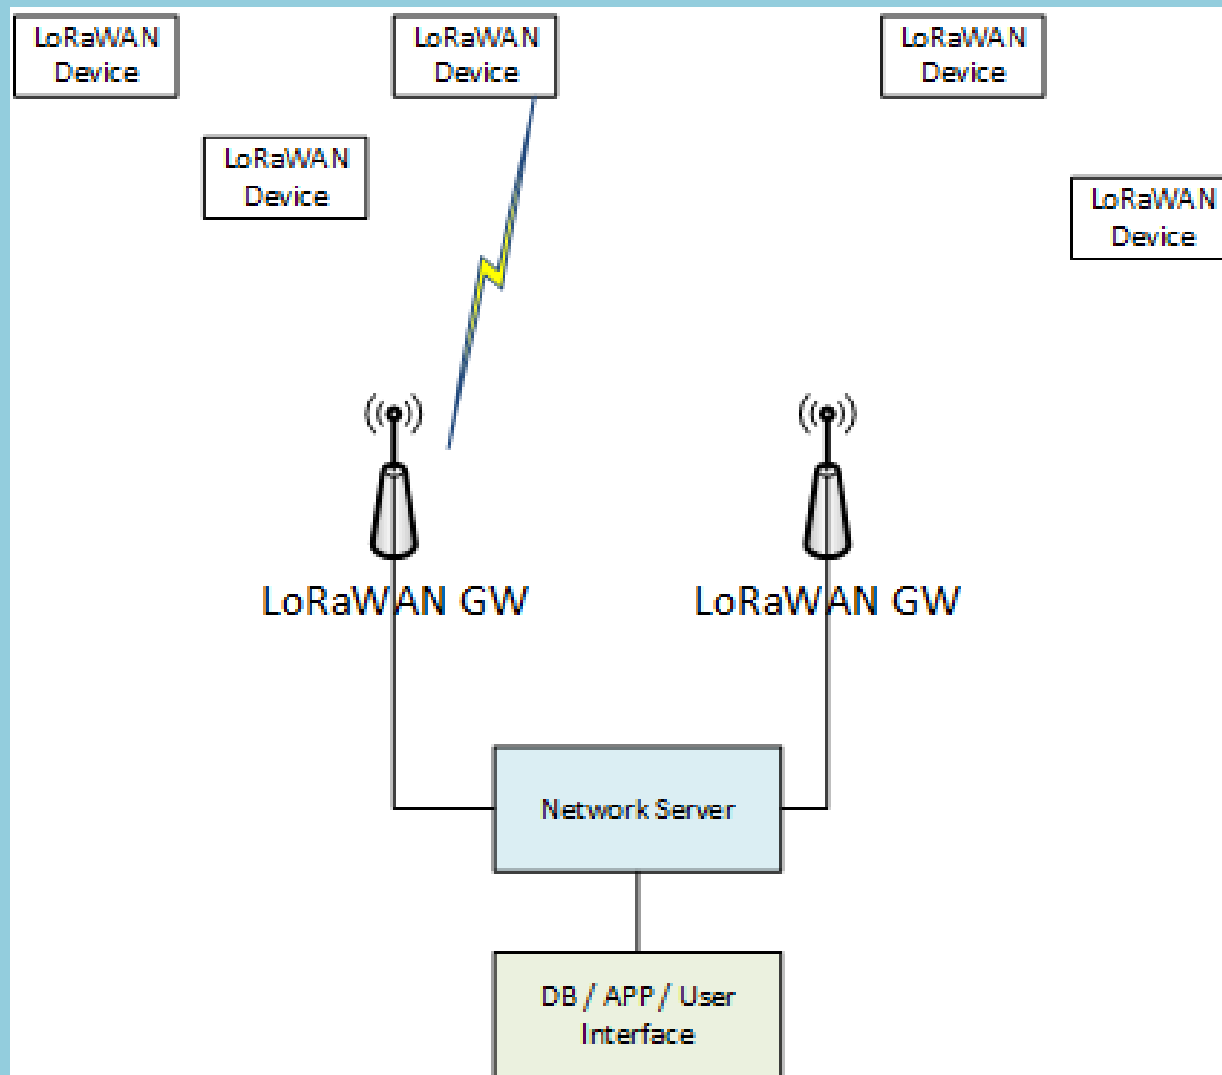 LoRaWAN
Device
LoRaWAN
Device
LoRaWAN
Device
LoRaWAN
Device
LoRaWAN
Device
LoRaWAN GW
LoRaWAN GW
Network Server
DB / APP / User
Interface